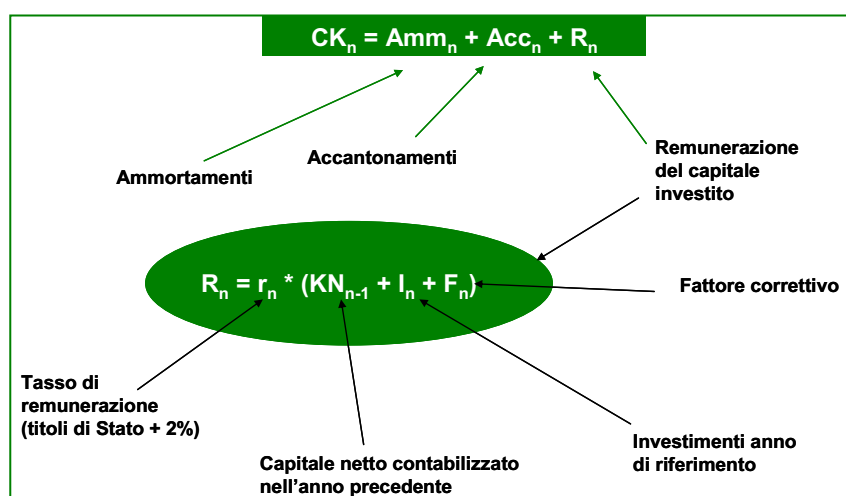 CKn = Ammn + Accn + Rn
Ammortamenti
Accantonamenti
Remunerazione
del capitale
investito
Rn = rn * (KNn-1 + In + Fn)
Fattore correttivo
Tasso di
remunerazione
(titoli di Stato + 2%)
Capitale netto contabilizzato
nell'anno precedente
Investimenti anno
di riferimento